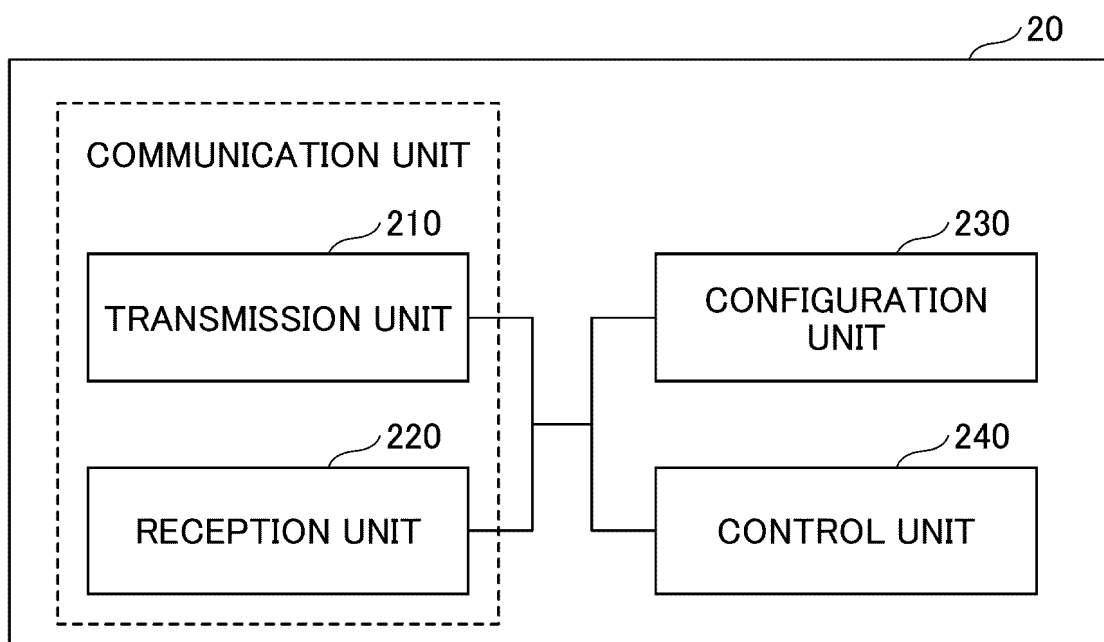 20
COMMUNICATION UNIT
210
TRANSMISSION UNIT
220
RECEPTION UNIT
230
CONFIGURATION
UNIT
240
CONTROL UNIT